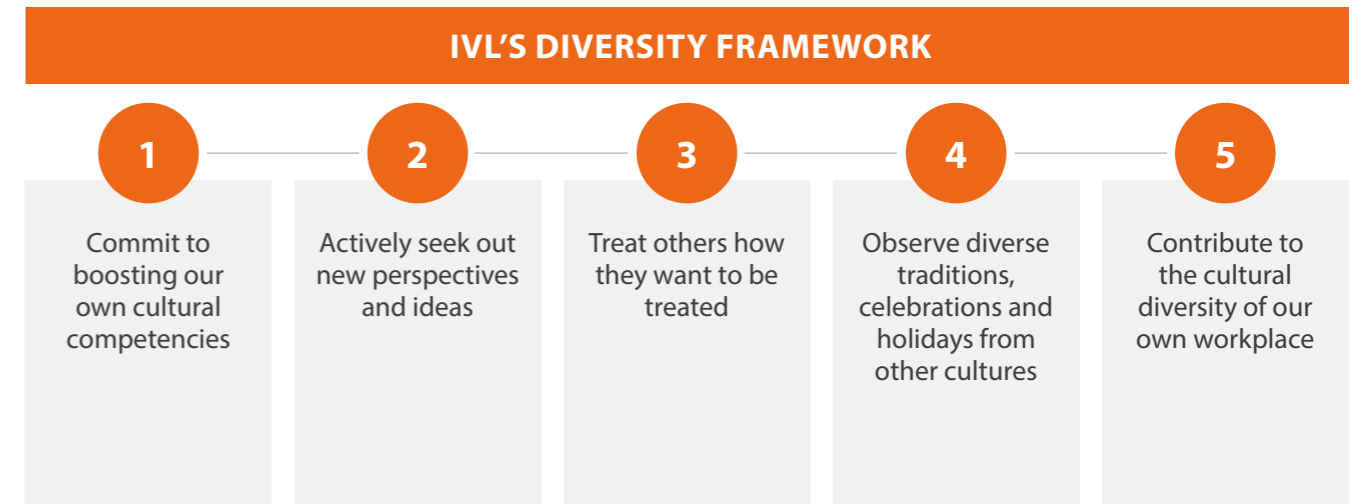 IVL’S DIVERSITY FRAMEWORK
1
Commit to
boosting our
own cultural
competencies
2
Actively seek out
new perspectives
and ideas
3
Treat others how
they want to be
treated
4
Observe diverse
traditions,
celebrations and
holidays from
other cultures
5
Contribute to
the cultural
diversity of our
own workplace